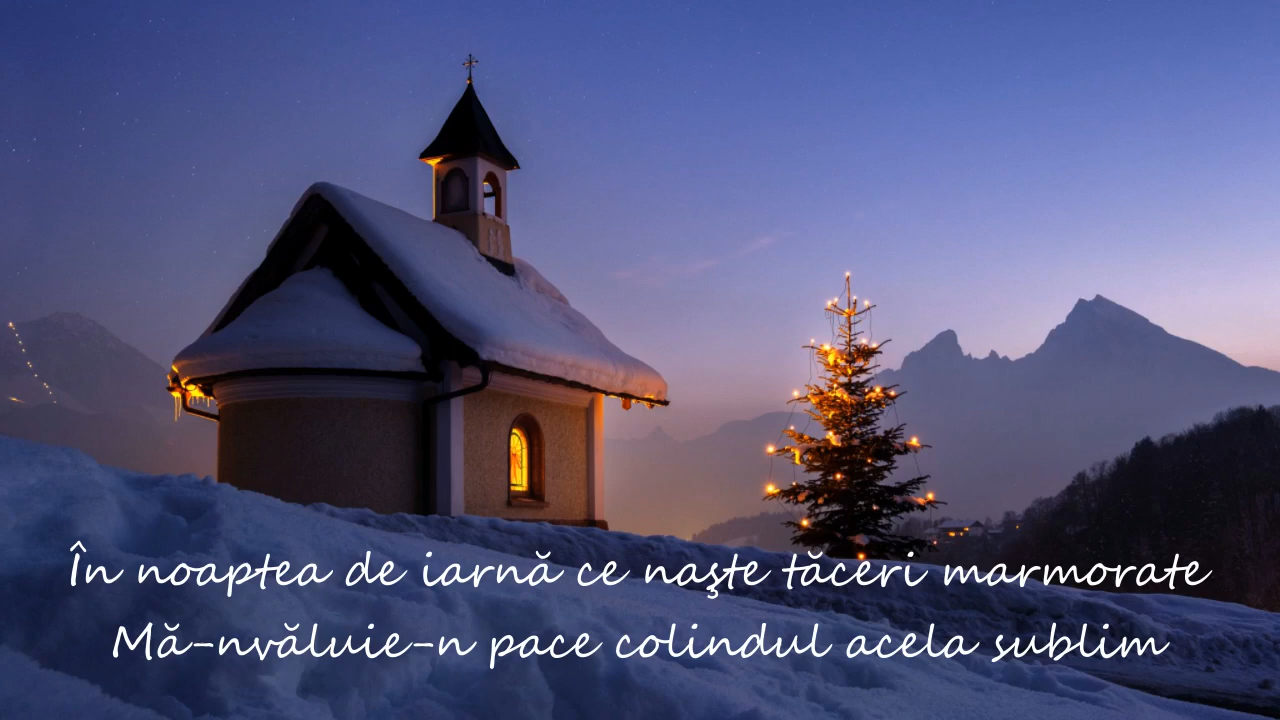 În noaptea de iarnă ce naşte tăceri marmorate
Mă-nvăluie-n pace colindul acela sublim